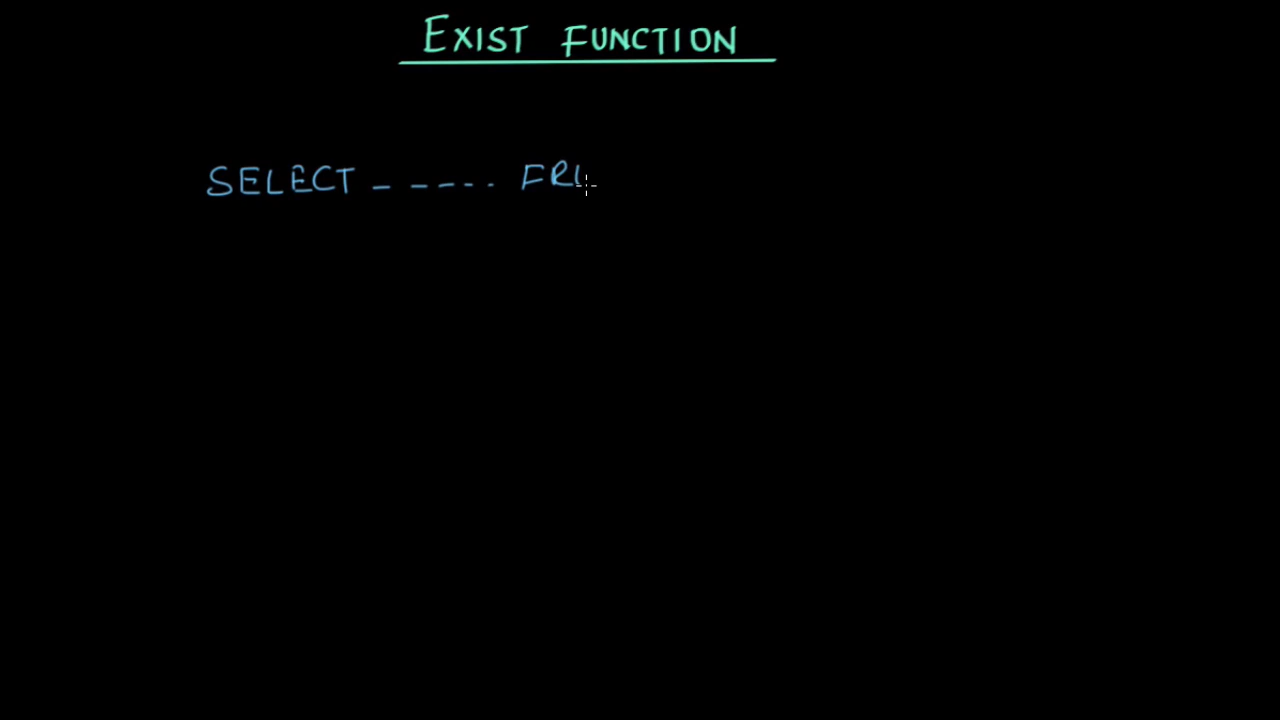 EXIST FUNCTION
SELECT _ _ _ _ . . FR